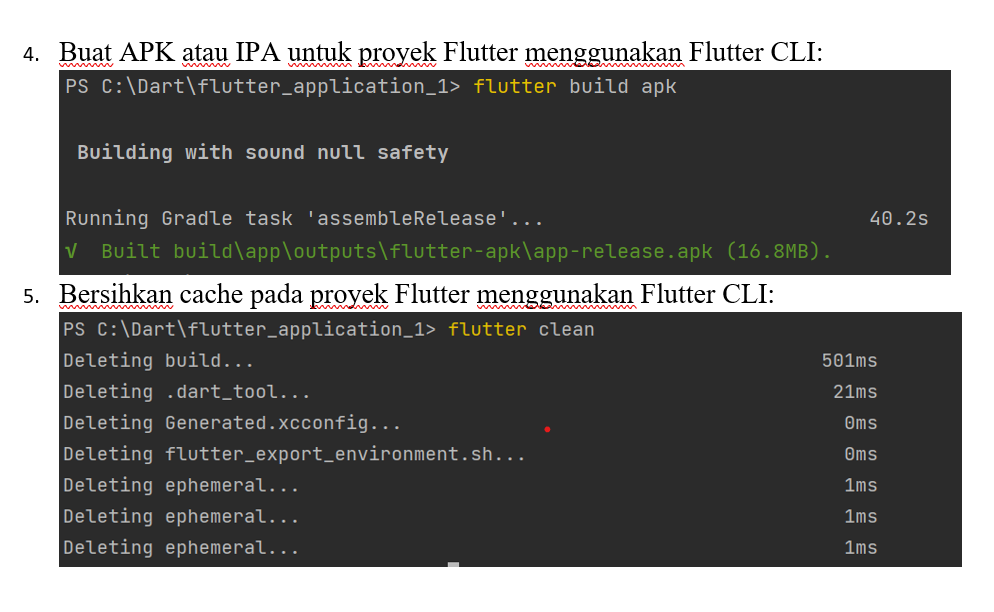 4. Buat APK atau IPA untuk proyek Flutter menggunakan Flutter CLI:
PS C:\Dart\flutter_application_1> flutter build apk
Building with sound null safety
Running Gradle task 'assembleRelease'... 40.2s
√ Built build\app\outputs\flutter-apk\app-release.apk (16.8MB).
5. Bersihkan cache pada proyek Flutter menggunakan Flutter CLI:
PS C:\Dart\flutter_application_1> flutter clean
Deleting build... 501ms
Deleting .dart_tool... 21ms
Deleting Generated.xcconfig... 0ms
Deleting flutter_export_environment.sh... 0ms
Deleting ephemeral... 1ms
Deleting ephemeral... 1ms
Deleting ephemeral... 1ms